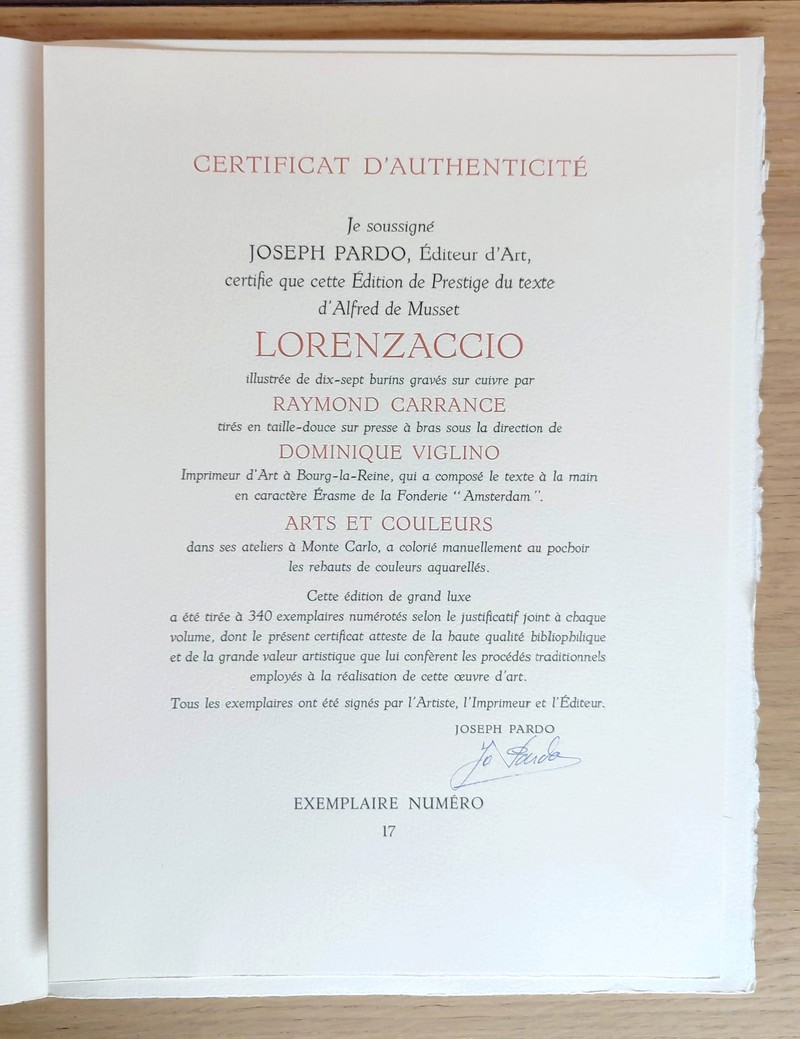 CERTIFICAT D'AUTHENTICITÉ
Je soussigné
JOSEPH PARDO, Éditeur d'Art,
certifie que cette Édition de Prestige du texte
d'Alfred de Musset
LORENZACCIO
illustrée de dix-sept burins gravés sur cuivre par
RAYMOND CARRANCE
tirés en taille-douce sur presse à bras sous la direction de
DOMINIQUE VIGLINO
Imprimeur d'Art à Bourg-la-Reine, qui a composé le texte à la main
en caractère Érasme de la Fonderie "Amsterdam".
ARTS ET COULEURS
dans ses ateliers à Monte Carlo, a colorié manuellement au pochoir
les rehauts de couleurs aquarellés.
Cette édition de grand luxe
a été tirée à 340 exemplaires numérotés selon le justificatif joint à chaque
volume, dont le présent certificat atteste de la haute qualité bibliophilique
et de la grande valeur artistique que lui confèrent les procédés traditionnels
employés à la réalisation de cette œuvre d'art.
Tous les exemplaires ont été signés par l'Artiste, l'Imprimeur et l'Éditeur.
JOSEPH PARDO
Jo Pardo
EXEMPLAIRE NUMÉRO
17